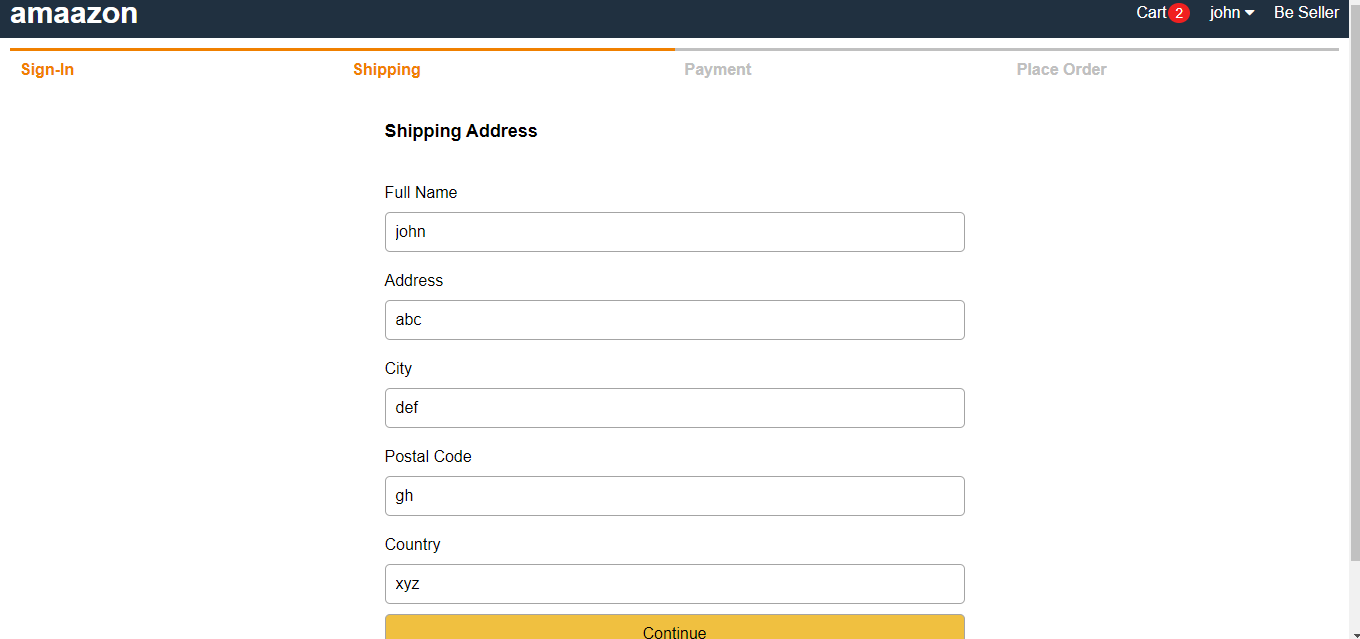 amaazon Cart 2 john Be Seller
Sign-In Shipping Payment Place Order
Shipping Address
Full Name
john
Address
abc
City
def
Postal Code
gh
Country
xyz
Continue